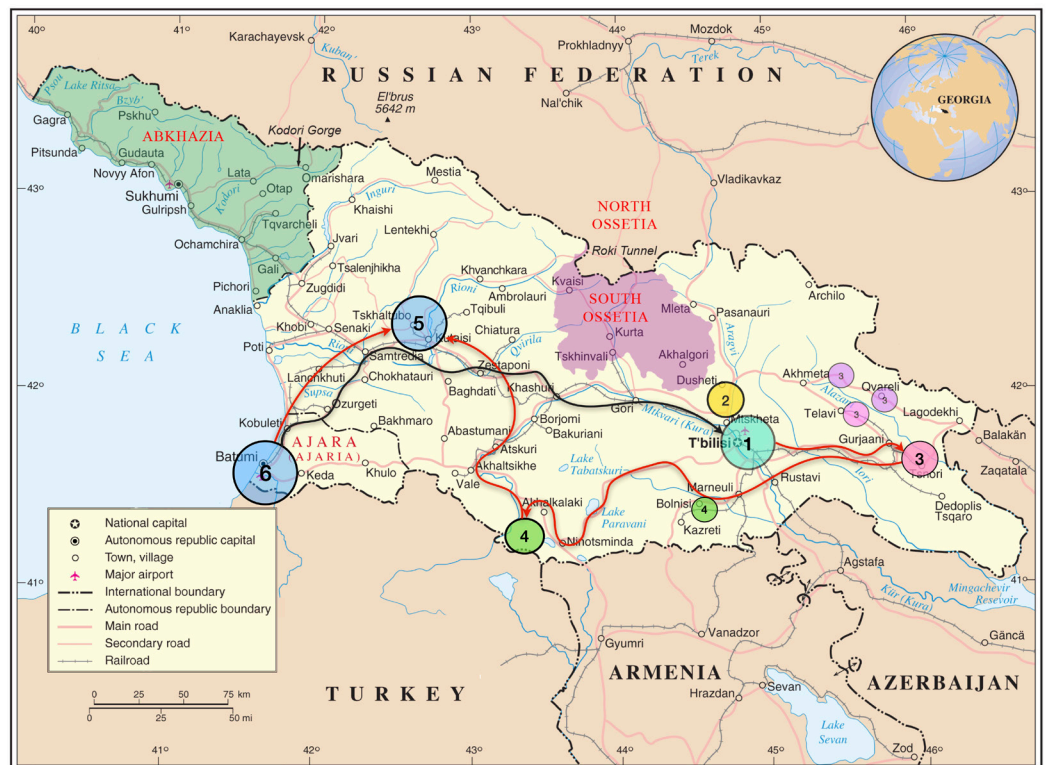 40°
41°
42°
43°
44°
45°
46°
Karachayevsk
Kuban'
Prokhladnyy
Mozdok
Terek
RUSSIAN FEDERATION
El'brus
5642 m
Nal'chik
GEORGIA
Psou
Lake Ritsa
Bzyb'
Pskhu
Gagra
ABKHAZIA
Kodori Gorge
Pitsunda
Gudauta
Novyy Afon
Lata
Omarishara
Mestia
Vladikavkaz
43°
43°
Sukhumi
Otap
Kodori
Inguri
Gulripsh
Khaishi
NORTH
OSSETIA
Tqvarcheli
Ochamchira
Lentekhi
Jvari
Roki Tunnel
Gali
Tsalenjhikha
Khvanchkara
Kvaisi
Archilo
Pichori
Zugdidi
Rioni
Ambrolauri
SOUTH
OSSETIA
Anaklia
Mleta
Pasanauri
BLACK
SEA
Tskhaltubo
5
Tqibuli
Khobi
Senaki
Chiatura
Kutaisi
Kurta
Aragvi
Poti
Rioni
Qvirila
Samtredia
Tskhinvali
Akhalgori
42°
Lanchkhuti
Chokhatauri
Zestaponi
Dusheti
Akhmeta
3
Qvareli
42°
Supsa
Baghdati
Khashuri
2
Alazani
3
Ozurgeti
Gori
Mikvari (Kura)
Mtskheta
Telavi
3
Lagodekhi
Kobuleti
Bakhmaro
Borjomi
T'bilisi
1
Gurjaani
Balakän
AJARA
(AJARIA)
Abastumani
Bakuriani
Batumi
6
Atskuri
3
Keda
Khulo
Akhaltsikhe
Lake
Tabatskuri
Iori
Zaqatala
Vale
Marneuli
Rustavi
Akhalkalaki
Bolnisi
4
Dedoplis
Tsqaro
Lake
Paravani
Kazreti
4
Ninotsminda
National capital
Autonomous republic capital
Town, village
Major airport
International boundary
Autonomous republic boundary
Main road
Secondary road
Railroad
41°
41°
Agstafa
Mingachevir
Resevoir
Kür (Kura)
Vanadzor
Gyumri
Gäncä
ARMENIA
AZERBAIJAN
TURKEY
Hrazdan
Sevan
0 25 50 75 km
0 25 50 mi
Lake
Sevan
Zod
41°
42°
43°
44°
45°
46°